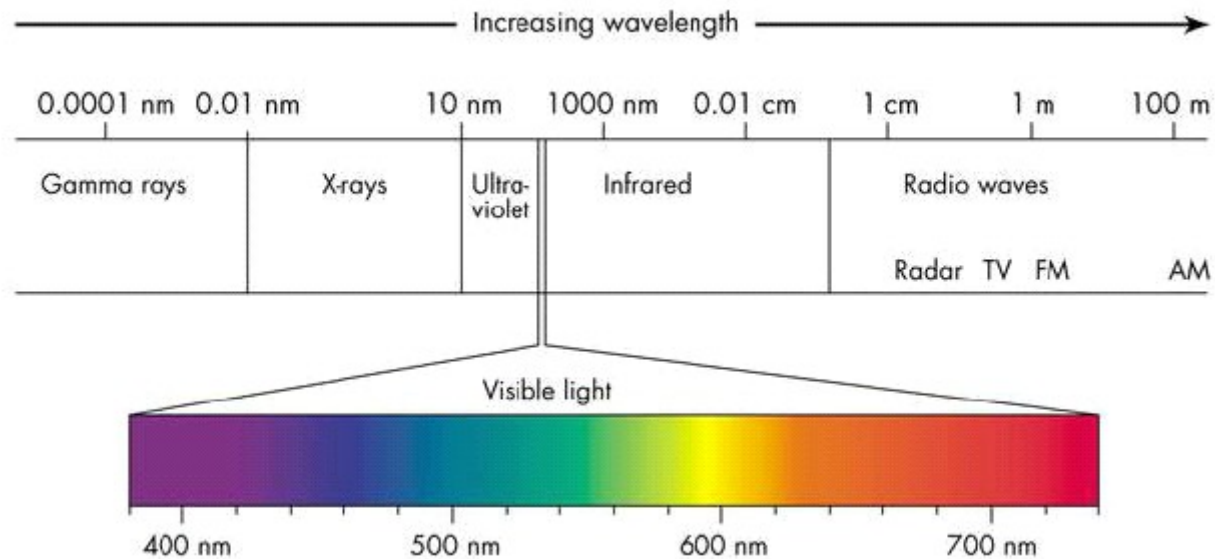 Increasing wavelength
0.0001 nm 0.01 nm 10 nm 1000 nm 0.01 cm 1 cm 1 m 100 m
Gamma rays X-rays Ultra- Infrared Radio waves
violet
Radar TV FM AM
Visible light
400 nm 500 nm 600 nm 700 nm